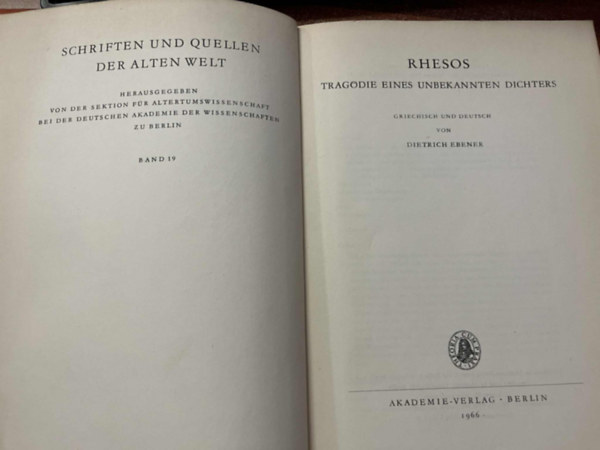 SCHRIFTEN UND QUELLEN
DER ALTEN WELT
HERAUSGEGEBEN
VON DER SEKTION FÜR ALTERTUMSWISSENSCHAFT
BEI DER DEUTSCHEN AKADEMIE DER WISSENSCHAFTEN
ZU BERLIN
BAND 19
RHESOS
TRAGÖDIE EINES UNBEKANNTEN DICHTERS
GRIECHISCH UND DEUTSCH
VON
DIETRICH EBENER
AKADEMIE-VERLAG · BERLIN
1966